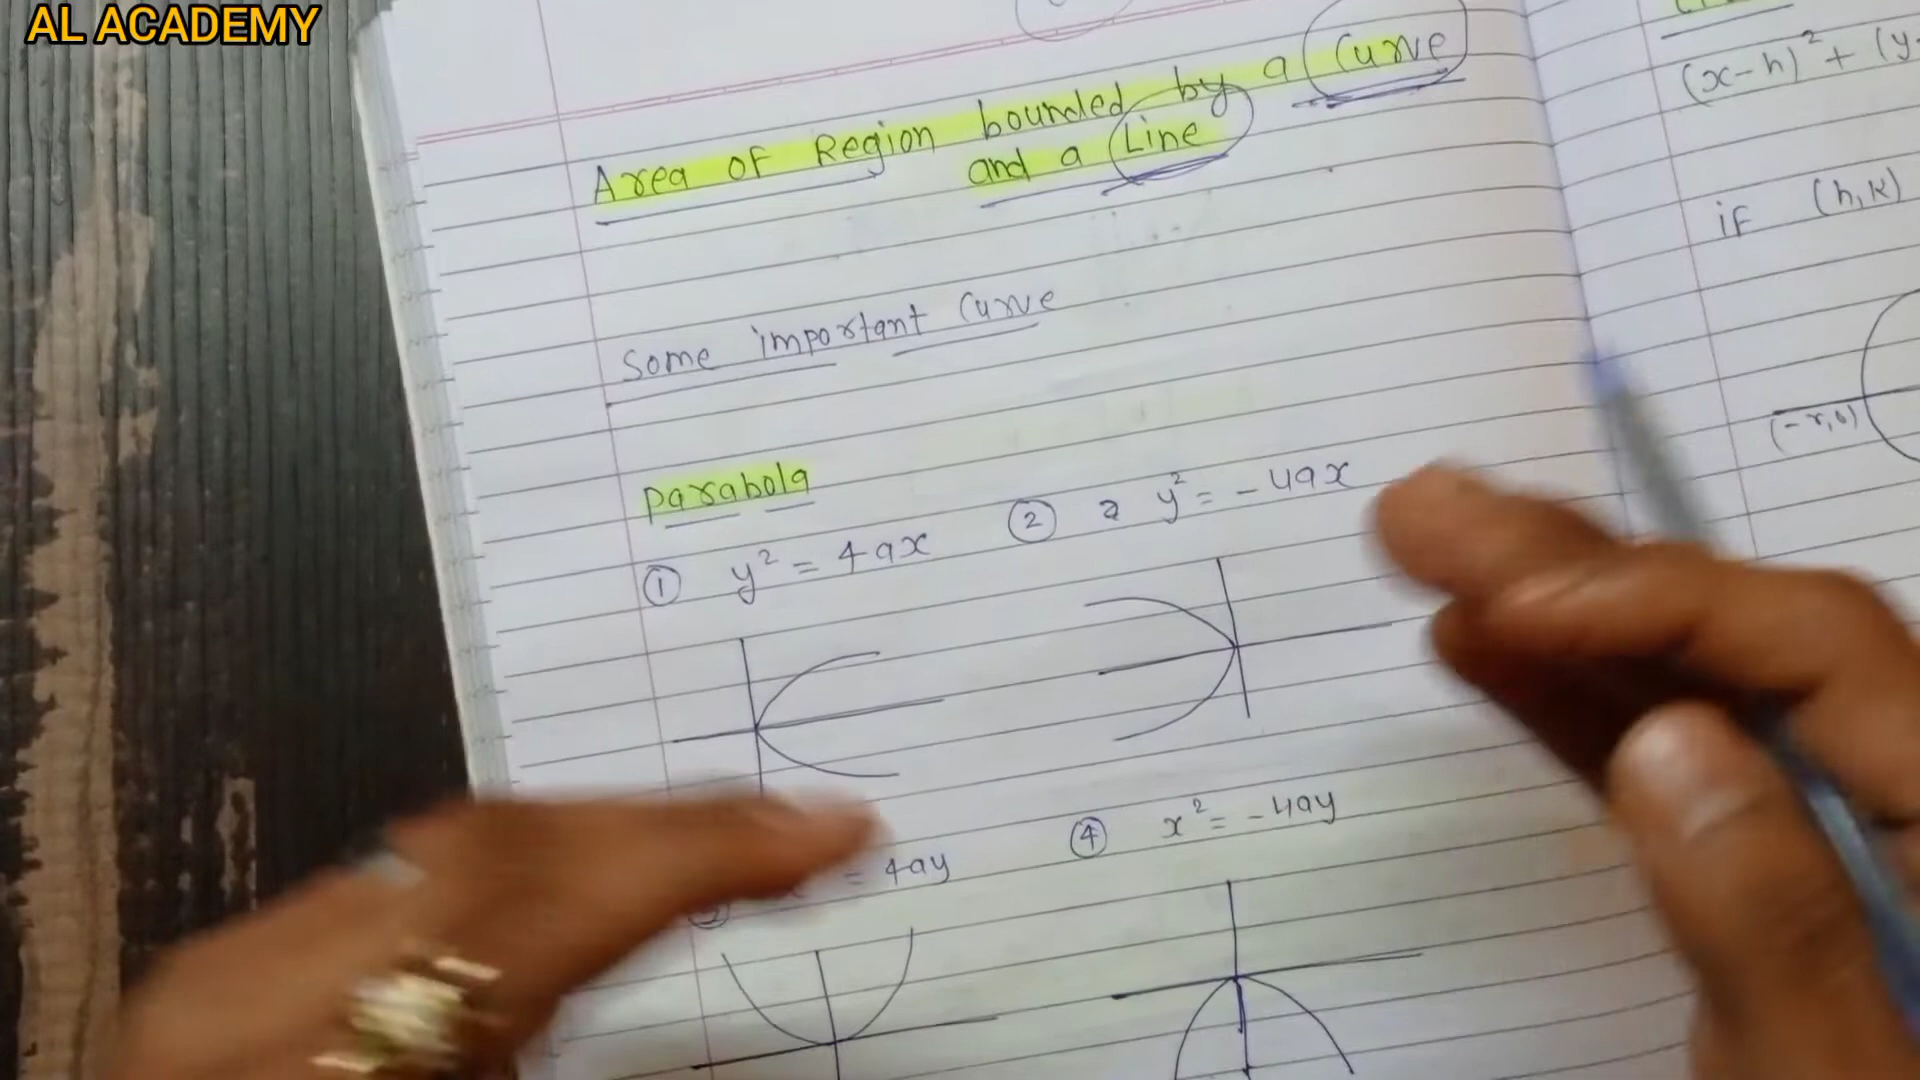 AL ACADEMY
Area of Region bounded by a Curve
and a Line
Some important Curve
Parabola
① y² = 4ax
② y² = -4ax
= 4ay
④ x² = -4ay
(x-h)² + (y-
if (h,k)
(-r,0)